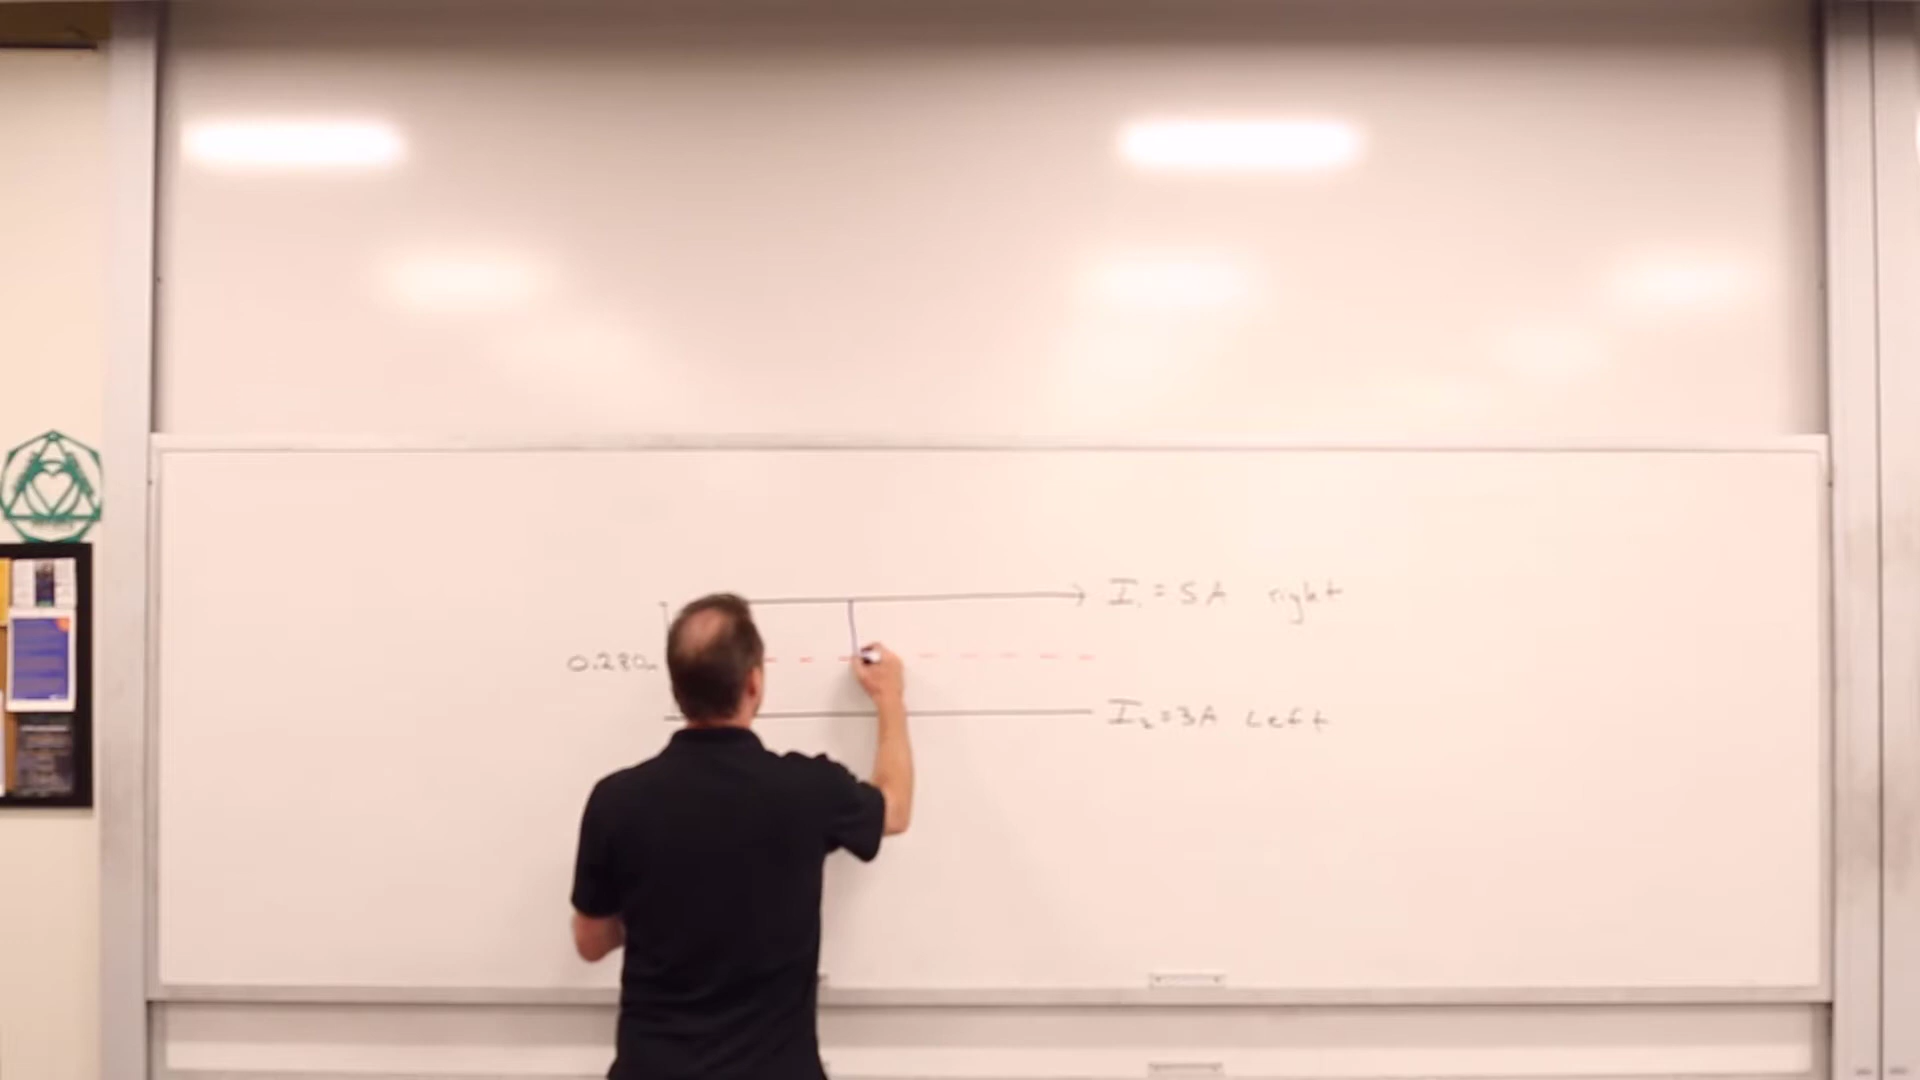 I₁ = 5A right
0.280m
I₂ = 3A Left